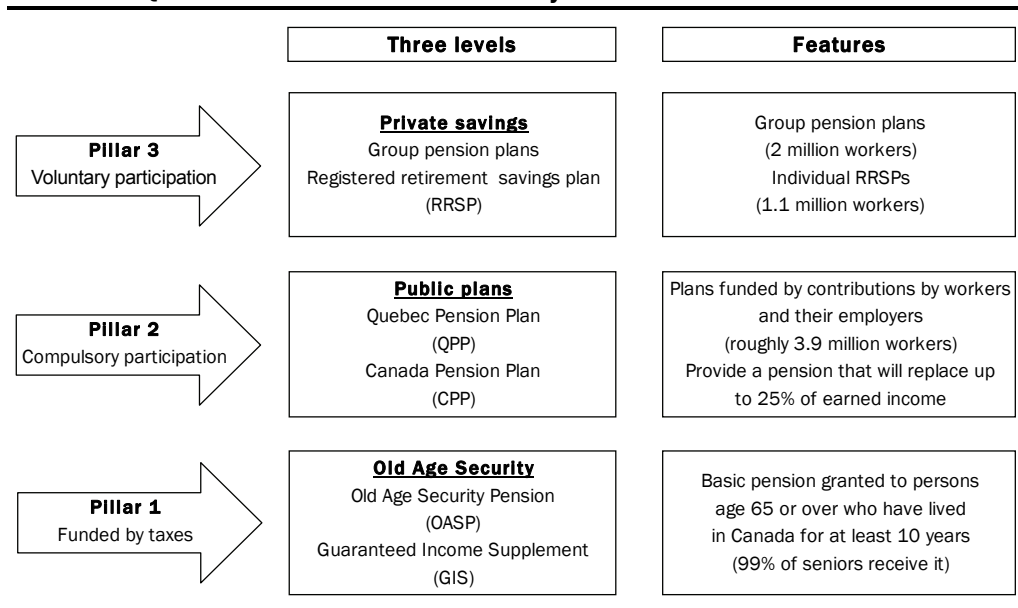 Three levels
Features
Pillar 3
Voluntary participation
Private savings
Group pension plans
Registered retirement savings plan
(RRSP)
Group pension plans
(2 million workers)
Individual RRSPs
(1.1 million workers)
Pillar 2
Compulsory participation
Public plans
Quebec Pension Plan
(QPP)
Canada Pension Plan
(CPP)
Plans funded by contributions by workers
and their employers
(roughly 3.9 million workers)
Provide a pension that will replace up
to 25% of earned income
Pillar 1
Funded by taxes
Old Age Security
Old Age Security Pension
(OASP)
Guaranteed Income Supplement
(GIS)
Basic pension granted to persons
age 65 or over who have lived
in Canada for at least 10 years
(99% of seniors receive it)